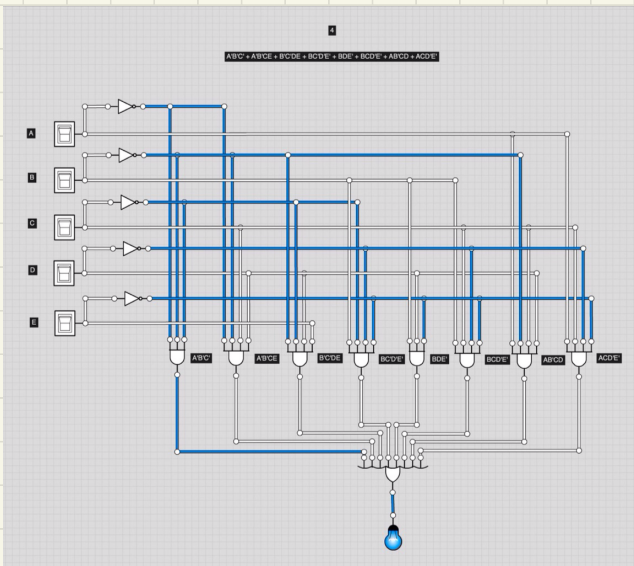 4
A'B'C' + A'B'CE + B'C'DE + BC'D'E' + BDE' + BCD'E' + AB'CD + ACD'E'
A
B
C
D
E
A'B'C' A'B'CE B'C'DE BC'D'E' BDE' BCD'E' AB'CD ACD'E'